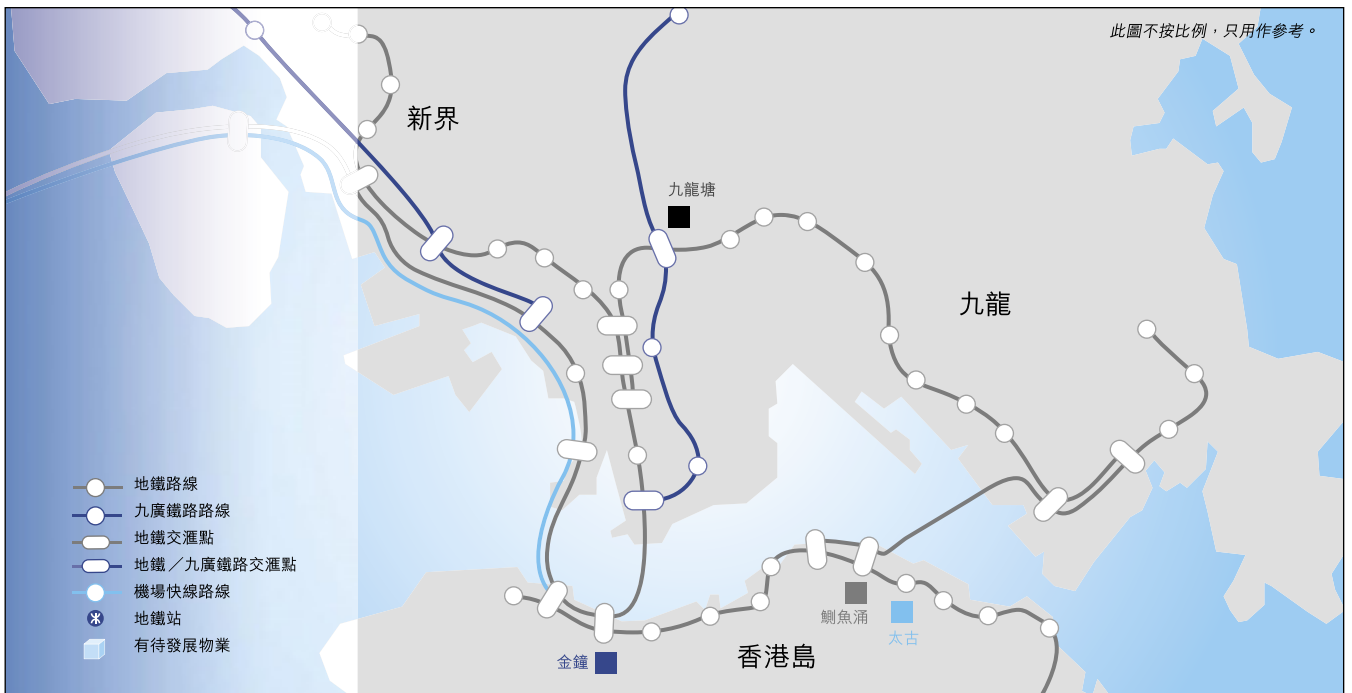 此圖不按比例，只用作參考。
新界
九龍塘
九龍
地鐵路線
九廣鐵路路線
地鐵交滙點
地鐵／九廣鐵路交滙點
機場快線路線
地鐵站
有待發展物業
鰂魚涌
太古
金鐘
香港島